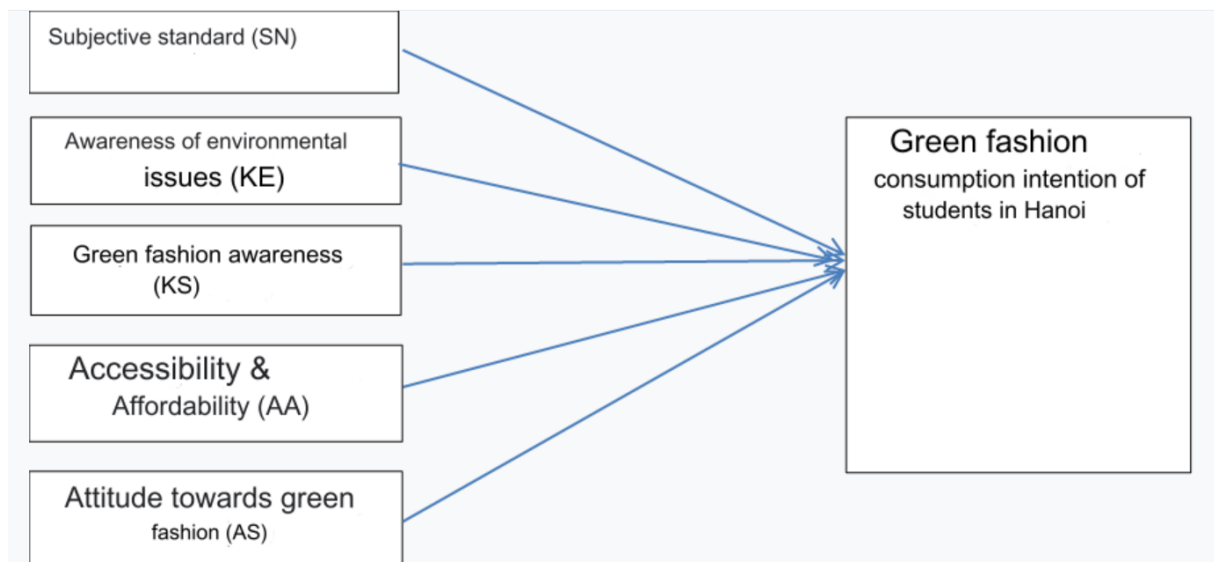 Subjective standard (SN)
Awareness of environmental
issues (KE)
Green fashion awareness
(KS)
Accessibility &
Affordability (AA)
Attitude towards green
fashion (AS)
Green fashion
consumption intention of
students in Hanoi